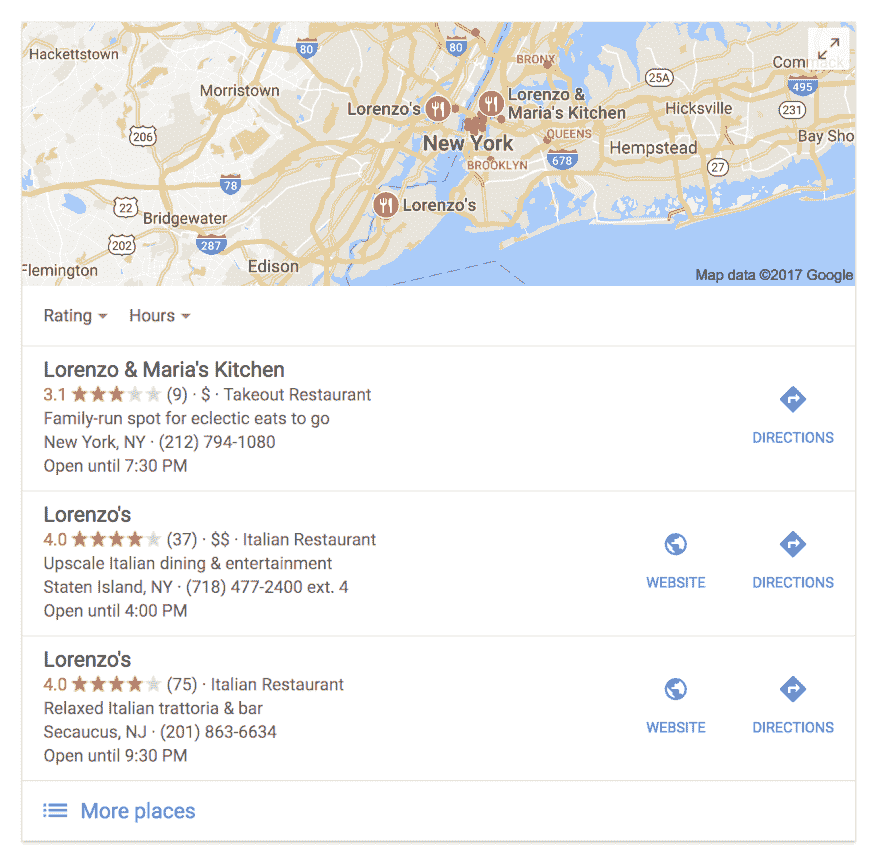 Hackettstown
80
80
BRONX
Commack
25A
495
Morristown
Lorenzo's
Lorenzo &
Maria's Kitchen
Hicksville
231
206
New York
QUEENS
Bay Sho
Hempstead
BROOKLYN
678
27
78
22
Bridgewater
Lorenzo's
202
287
Flemington
Edison
Map data ©2017 Google
Rating
Hours
Lorenzo & Maria's Kitchen
3.1 (9) · $ · Takeout Restaurant
Family-run spot for eclectic eats to go
New York, NY · (212) 794-1080
Open until 7:30 PM
DIRECTIONS
Lorenzo's
4.0 (37) · $$ · Italian Restaurant
Upscale Italian dining & entertainment
Staten Island, NY · (718) 477-2400 ext. 4
Open until 4:00 PM
WEBSITE
DIRECTIONS
Lorenzo's
4.0 (75) · Italian Restaurant
Relaxed Italian trattoria & bar
Secaucus, NJ · (201) 863-6634
Open until 9:30 PM
WEBSITE
DIRECTIONS
More places